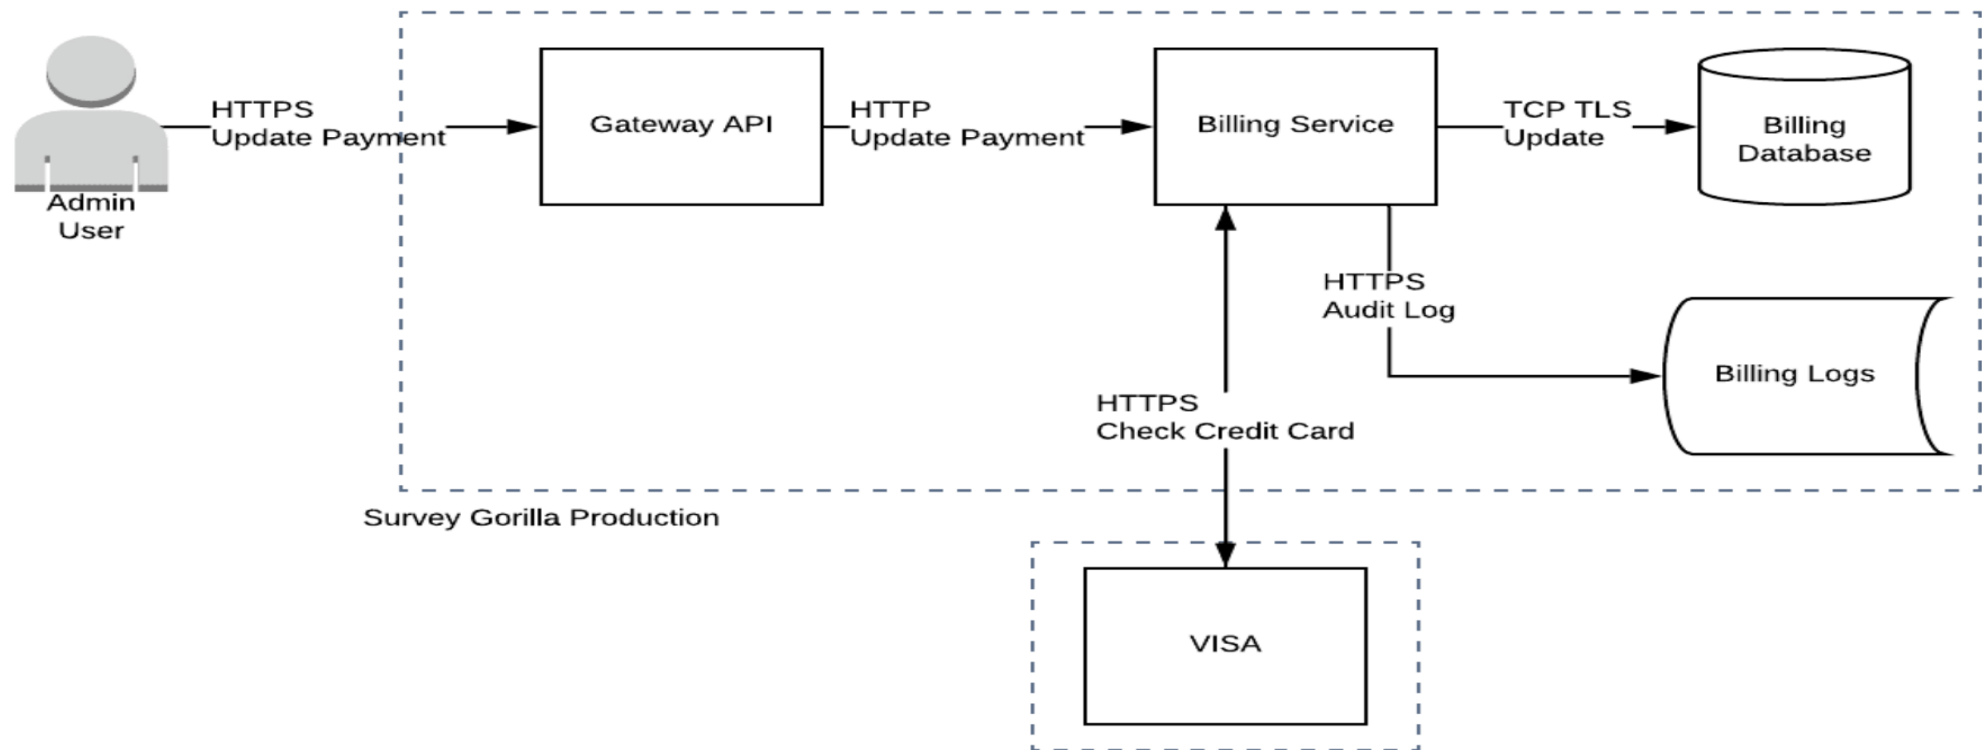 HTTPS
Update Payment
Admin
User
Gateway API
HTTP
Update Payment
Billing Service
TCP TLS
Update
Billing
Database
HTTPS
Audit Log
Billing Logs
HTTPS
Check Credit Card
Survey Gorilla Production
VISA